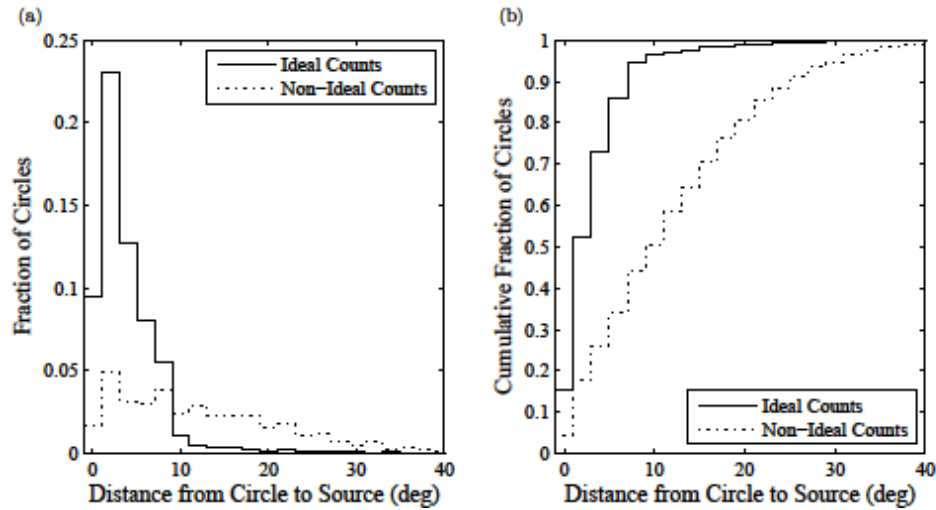 (a)
0.25
0.2
0.15
0.1
0.05
0
Fraction of Circles
Ideal Counts
Non-Ideal Counts
0 10 20 30 40
Distance from Circle to Source (deg)
(b)
1
0.9
0.8
0.7
0.6
0.5
0.4
0.3
0.2
0.1
0
Cumulative Fraction of Circles
Ideal Counts
Non-Ideal Counts
0 10 20 30 40
Distance from Circle to Source (deg)